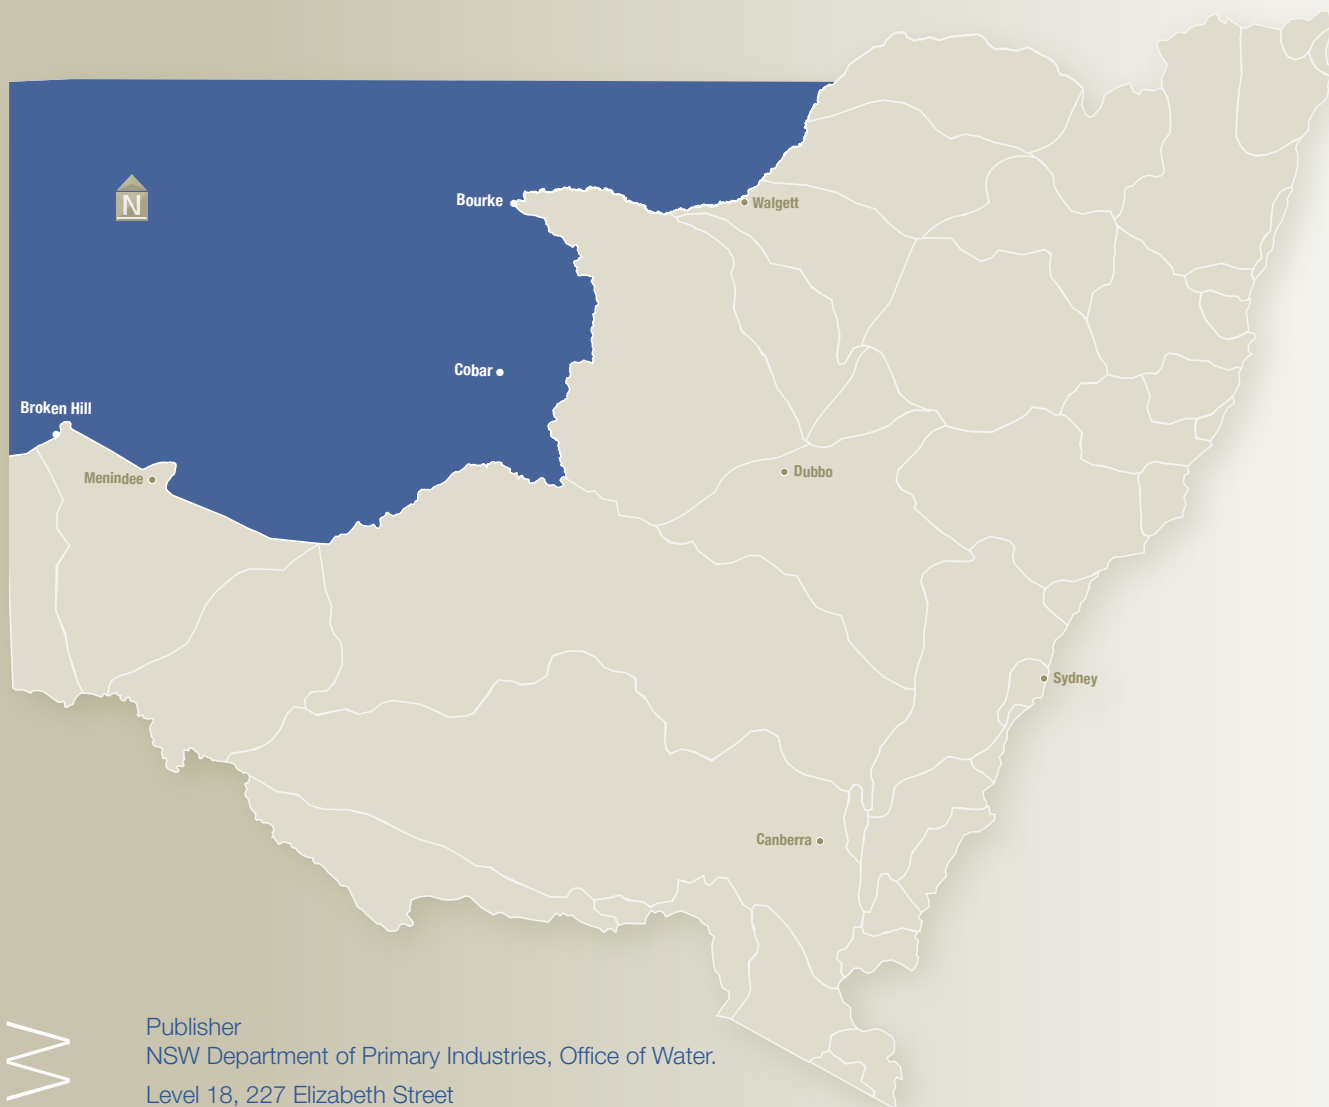 N
Bourke
Walgett
Cobar
Broken Hill
Menindee
Dubbo
Sydney
Canberra
Publisher
NSW Department of Primary Industries, Office of Water.
Level 18, 227 Elizabeth Street